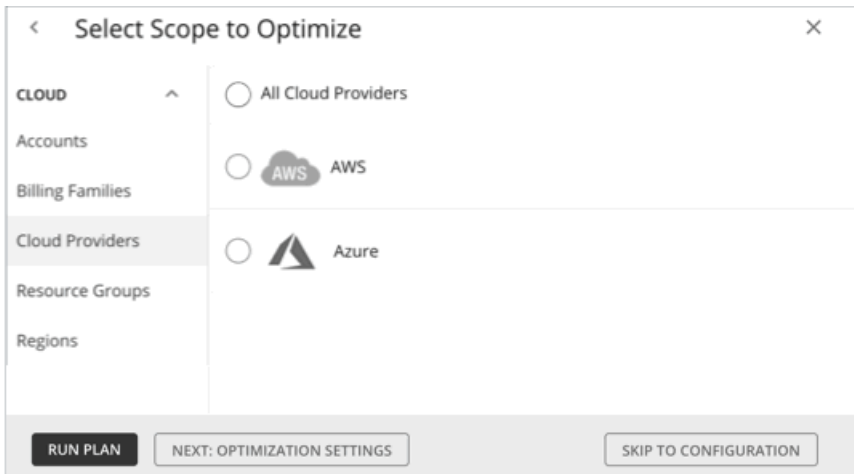 Select Scope to Optimize
CLOUD
Accounts
Billing Families
Cloud Providers
Resource Groups
Regions
All Cloud Providers
AWS AWS
Azure
RUN PLAN
NEXT: OPTIMIZATION SETTINGS
SKIP TO CONFIGURATION